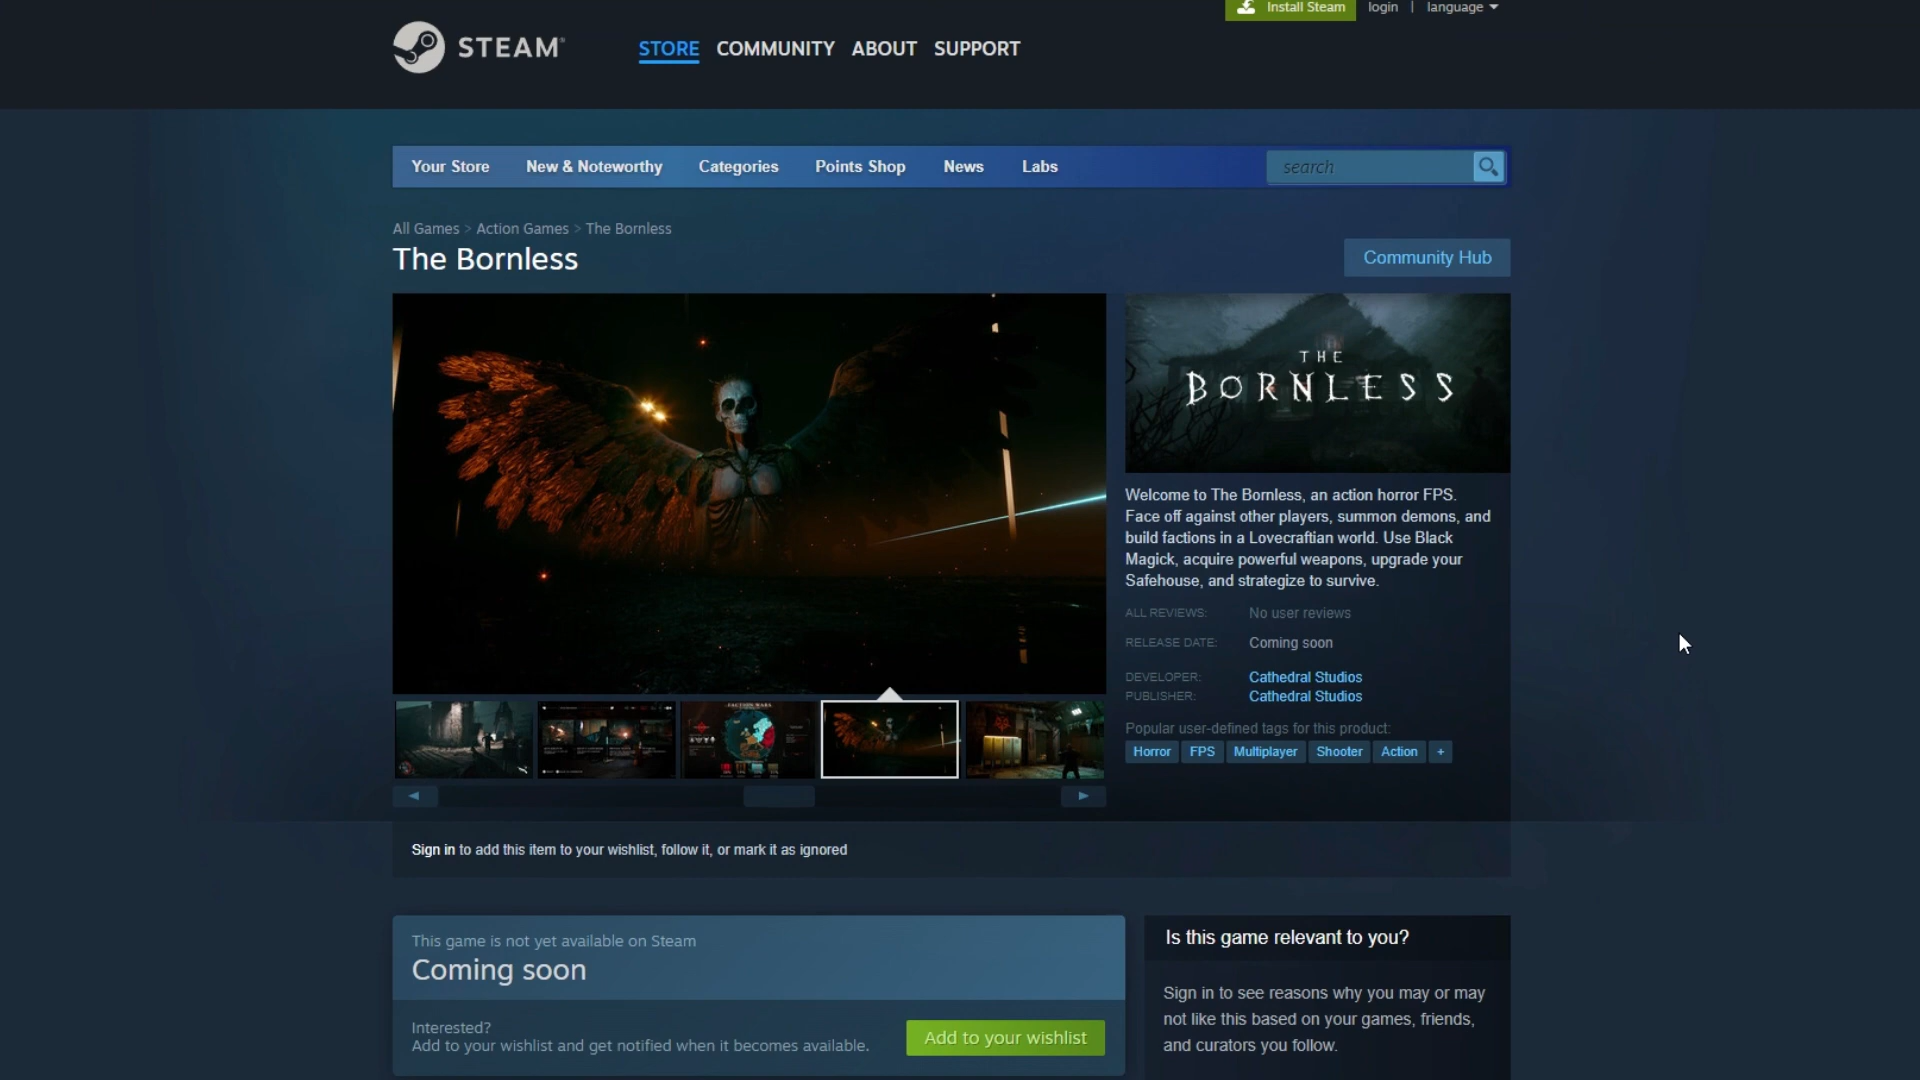 Install Steam
login
|
language
STEAM®
STORE
COMMUNITY
ABOUT
SUPPORT
Your Store
New & Noteworthy
Categories
Points Shop
News
Labs
search
All Games > Action Games > The Bornless
The Bornless
Community Hub
THE
BORNLESS
Welcome to The Bornless, an action horror FPS.
Face off against other players, summon demons, and
build factions in a Lovecraftian world. Use Black
Magick, acquire powerful weapons, upgrade your
Safehouse, and strategize to survive.
ALL REVIEWS:
No user reviews
RELEASE DATE:
Coming soon
DEVELOPER:
Cathedral Studios
PUBLISHER:
Cathedral Studios
Popular user-defined tags for this product:
Horror
FPS
Multiplayer
Shooter
Action
+
FACTION WARS
Sign in to add this item to your wishlist, follow it, or mark it as ignored
This game is not yet available on Steam
Coming soon
Interested?
Add to your wishlist and get notified when it becomes available.
Add to your wishlist
Is this game relevant to you?
Sign in to see reasons why you may or may
not like this based on your games, friends,
and curators you follow.